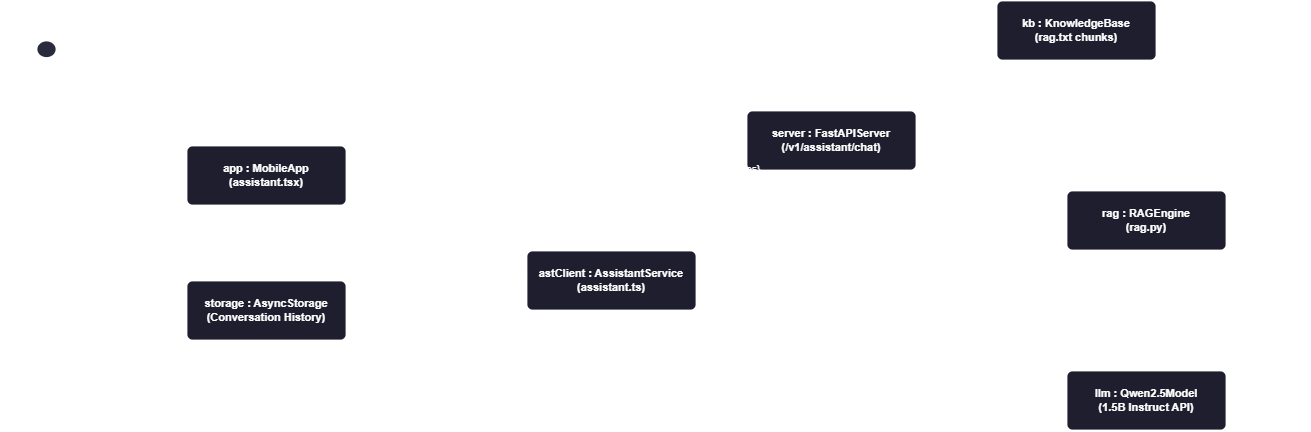 kb : KnowledgeBase
(rag.txt chunks)
server : FastAPIServer
(/v1/assistant/chat)
app : MobileApp
(assistant.tsx)
rag : RAGEngine
(rag.py)
astClient : AssistantService
(assistant.ts)
storage : AsyncStorage
(Conversation History)
llm : Qwen2.5Model
(1.5B Instruct API)